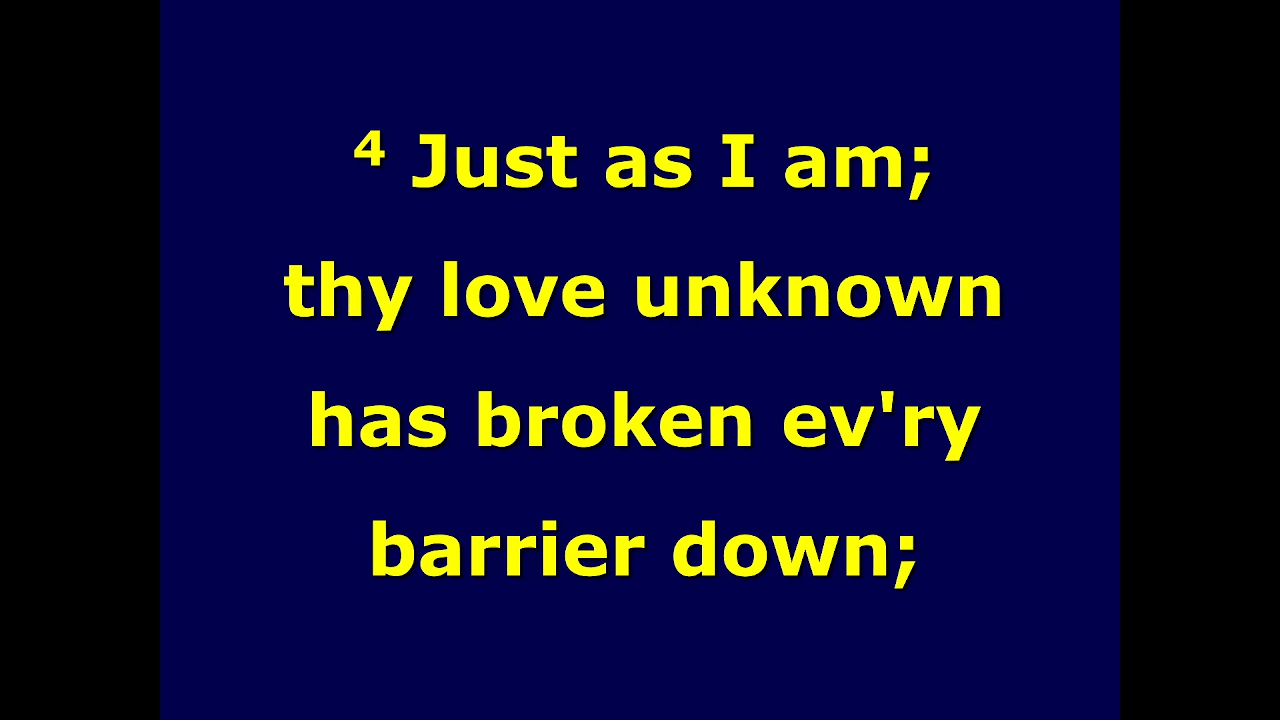 ⁴ Just as I am;
thy love unknown
has broken ev'ry
barrier down;